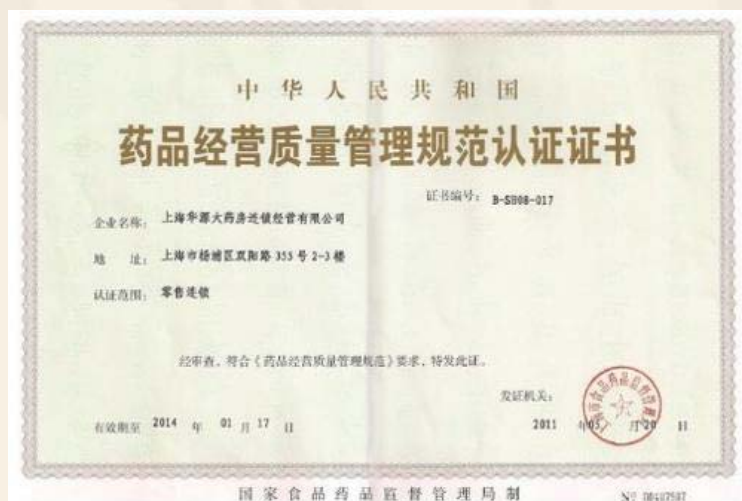 中华人民共和国
药品经营质量管理规范认证证书
证书编号： B-SH08-017
企业名称： 上海华源大药房连锁经营有限公司
地 址： 上海市杨浦区双阳路 355 号 2-3 楼
认证范围： 零售连锁
经审查，符合《药品经营质量管理规范》要求，特发此证。
发证机关：
有效期至 2014 年 01 月 17 日
2011 年 05 月 20 日
国家食品药品监督管理局制